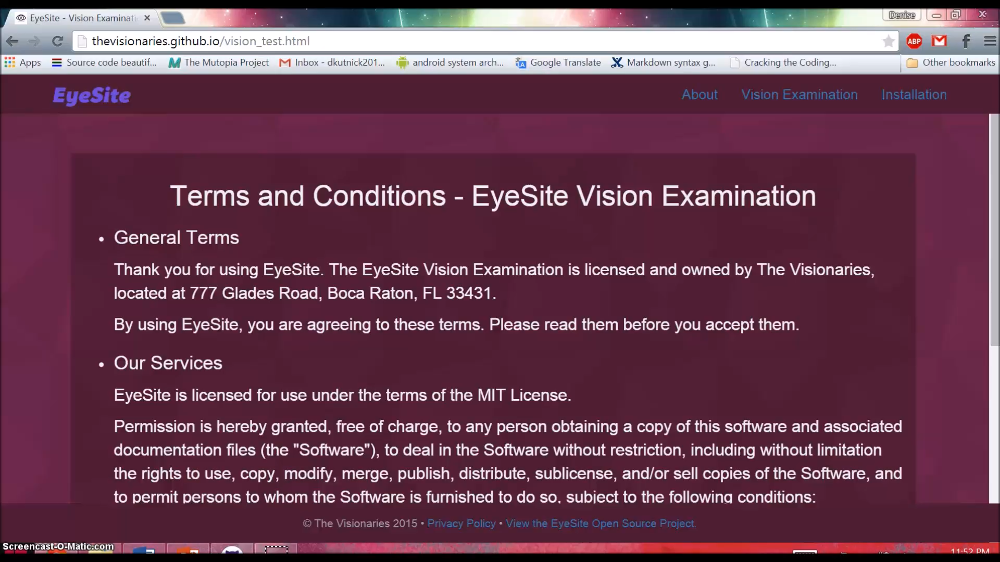 EyeSite - Vision Examinati
Denise
thevisionaries.github.io/vision_test.html
ABP
Apps
Source code beautif...
The Mutopia Project
Inbox - dkutnick201...
android system arch...
Google Translate
Markdown syntax g...
Cracking the Coding...
Other bookmarks
EyeSite
About
Vision Examination
Installation
Terms and Conditions - EyeSite Vision Examination
• General Terms
Thank you for using EyeSite. The EyeSite Vision Examination is licensed and owned by The Visionaries,
located at 777 Glades Road, Boca Raton, FL 33431.
By using EyeSite, you are agreeing to these terms. Please read them before you accept them.
• Our Services
EyeSite is licensed for use under the terms of the MIT License.
Permission is hereby granted, free of charge, to any person obtaining a copy of this software and associated
documentation files (the "Software"), to deal in the Software without restriction, including without limitation
the rights to use, copy, modify, merge, publish, distribute, sublicense, and/or sell copies of the Software, and
to permit persons to whom the Software is furnished to do so, subject to the following conditions:
© The Visionaries 2015 • Privacy Policy • View the EyeSite Open Source Project.
Screencast-O-Matic.com
11:52 PM